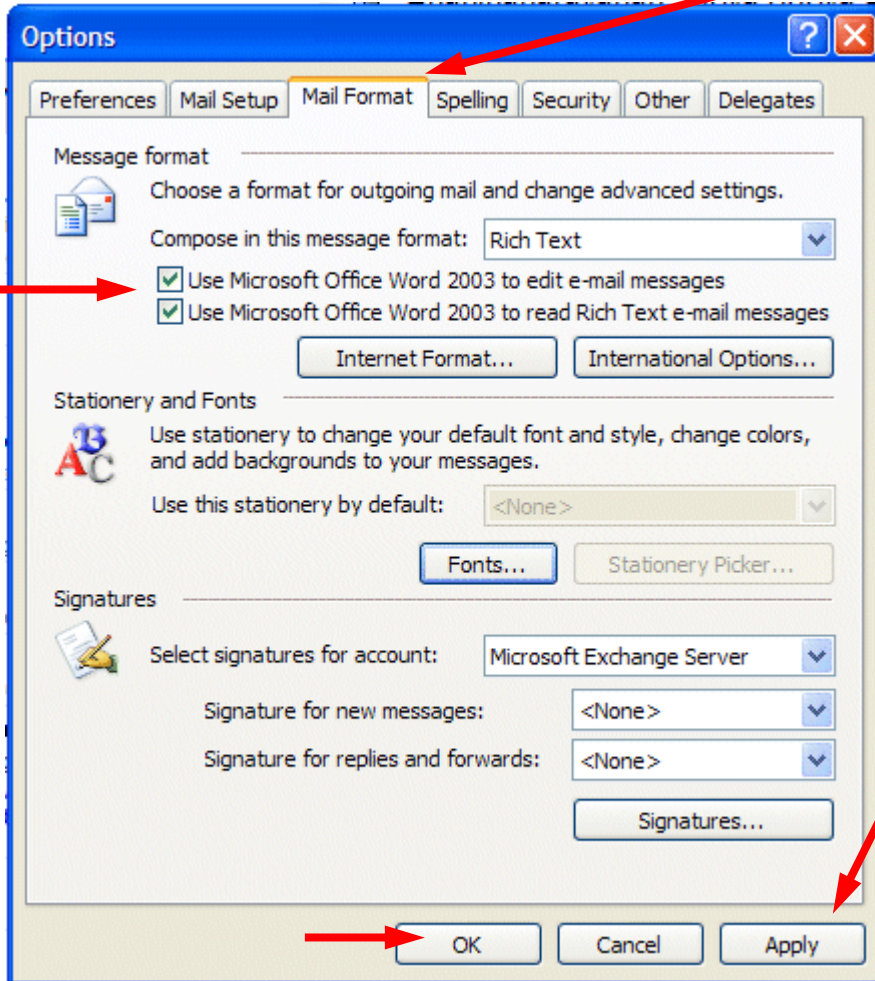 Options
Preferences Mail Setup Mail Format Spelling Security Other Delegates
Message format
Choose a format for outgoing mail and change advanced settings.
Compose in this message format: Rich Text
Use Microsoft Office Word 2003 to edit e-mail messages
Use Microsoft Office Word 2003 to read Rich Text e-mail messages
Internet Format... International Options...
Stationery and Fonts
Use stationery to change your default font and style, change colors,
and add backgrounds to your messages.
Use this stationery by default: <None>
Fonts... Stationery Picker...
Signatures
Select signatures for account: Microsoft Exchange Server
Signature for new messages: <None>
Signature for replies and forwards: <None>
Signatures...
OK Cancel Apply